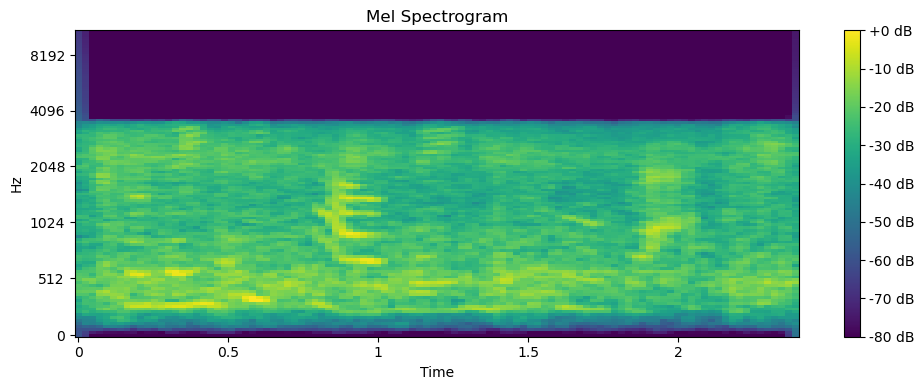 Mel Spectrogram
Hz
8192
4096
2048
1024
512
0
0
0.5
1
1.5
2
Time
+0 dB
-10 dB
-20 dB
-30 dB
-40 dB
-50 dB
-60 dB
-70 dB
-80 dB